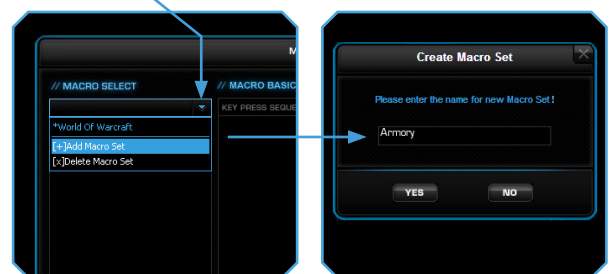 M
// MACRO SELECT
// MACRO BASIC
KEY PRESS SEQUE
*World Of Warcraft
[+]Add Macro Set
[x]Delete Macro Set
Create Macro Set
Please enter the name for new Macro Set !
Armory
YES
NO